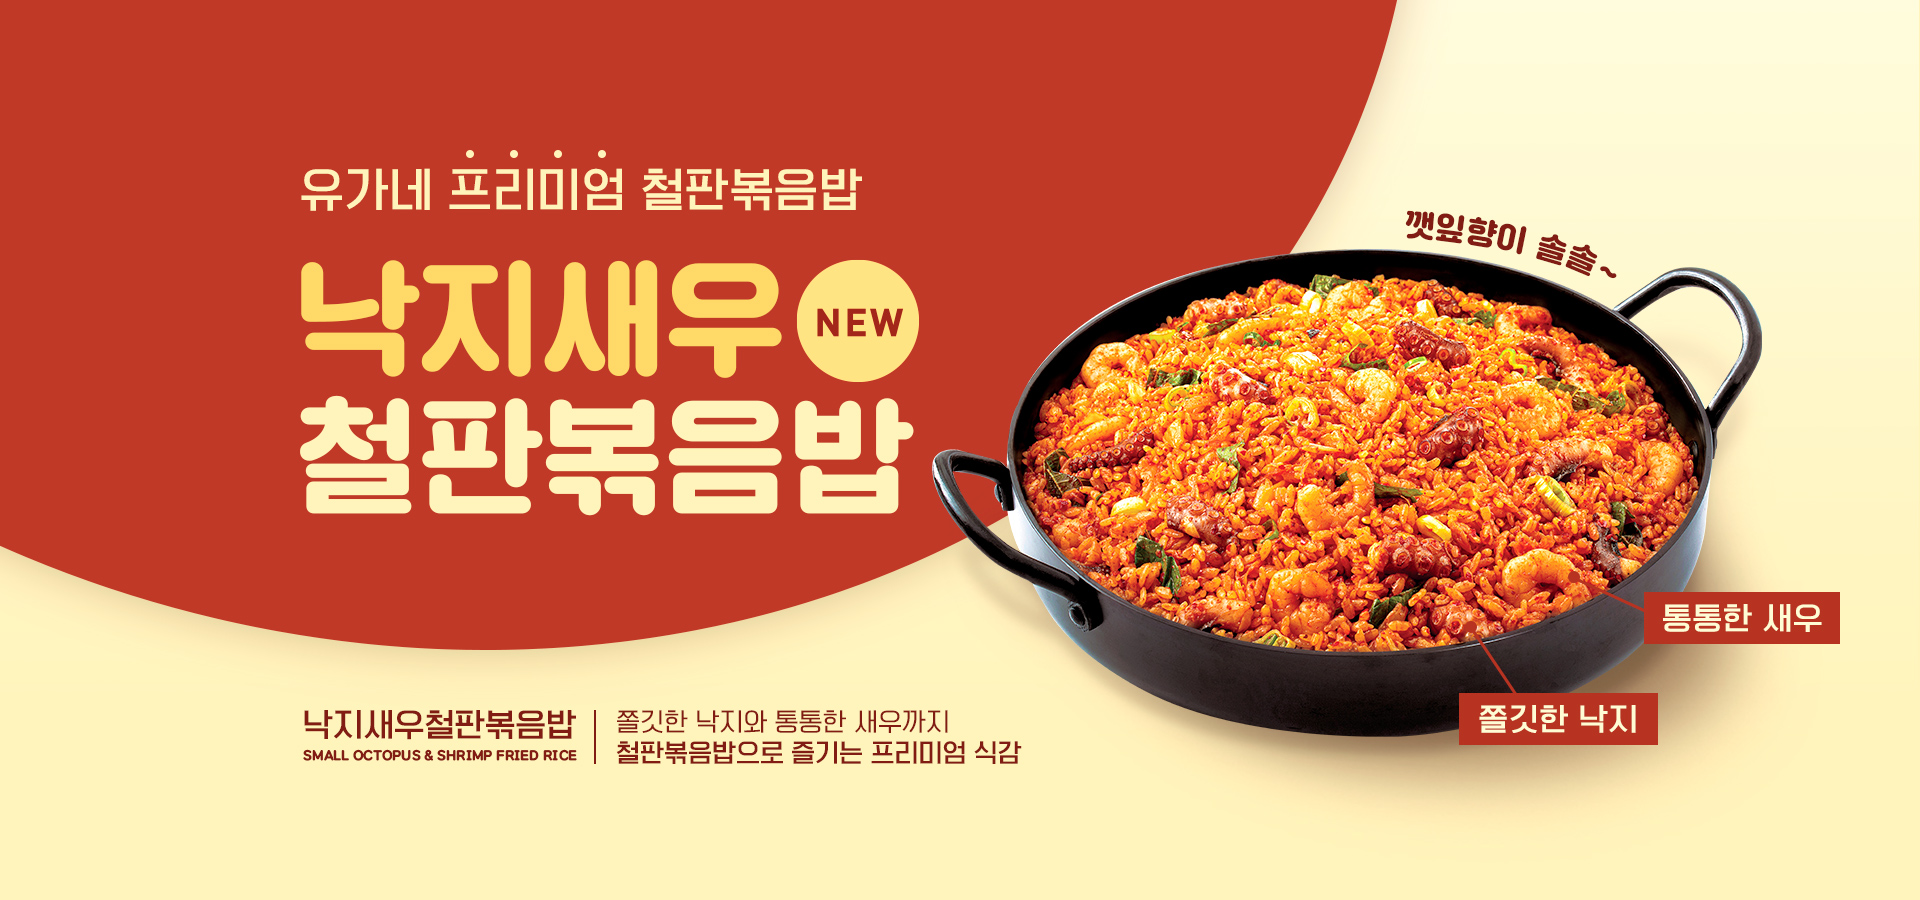 유가네 프리미엄 철판볶음밥
낙지새우 NEW
철판볶음밥
깻잎향이 솔솔~
통통한 새우
쫄깃한 낙지
낙지새우철판볶음밥
SMALL OCTOPUS & SHRIMP FRIED RICE
쫄깃한 낙지와 통통한 새우까지
철판볶음밥으로 즐기는 프리미엄 식감